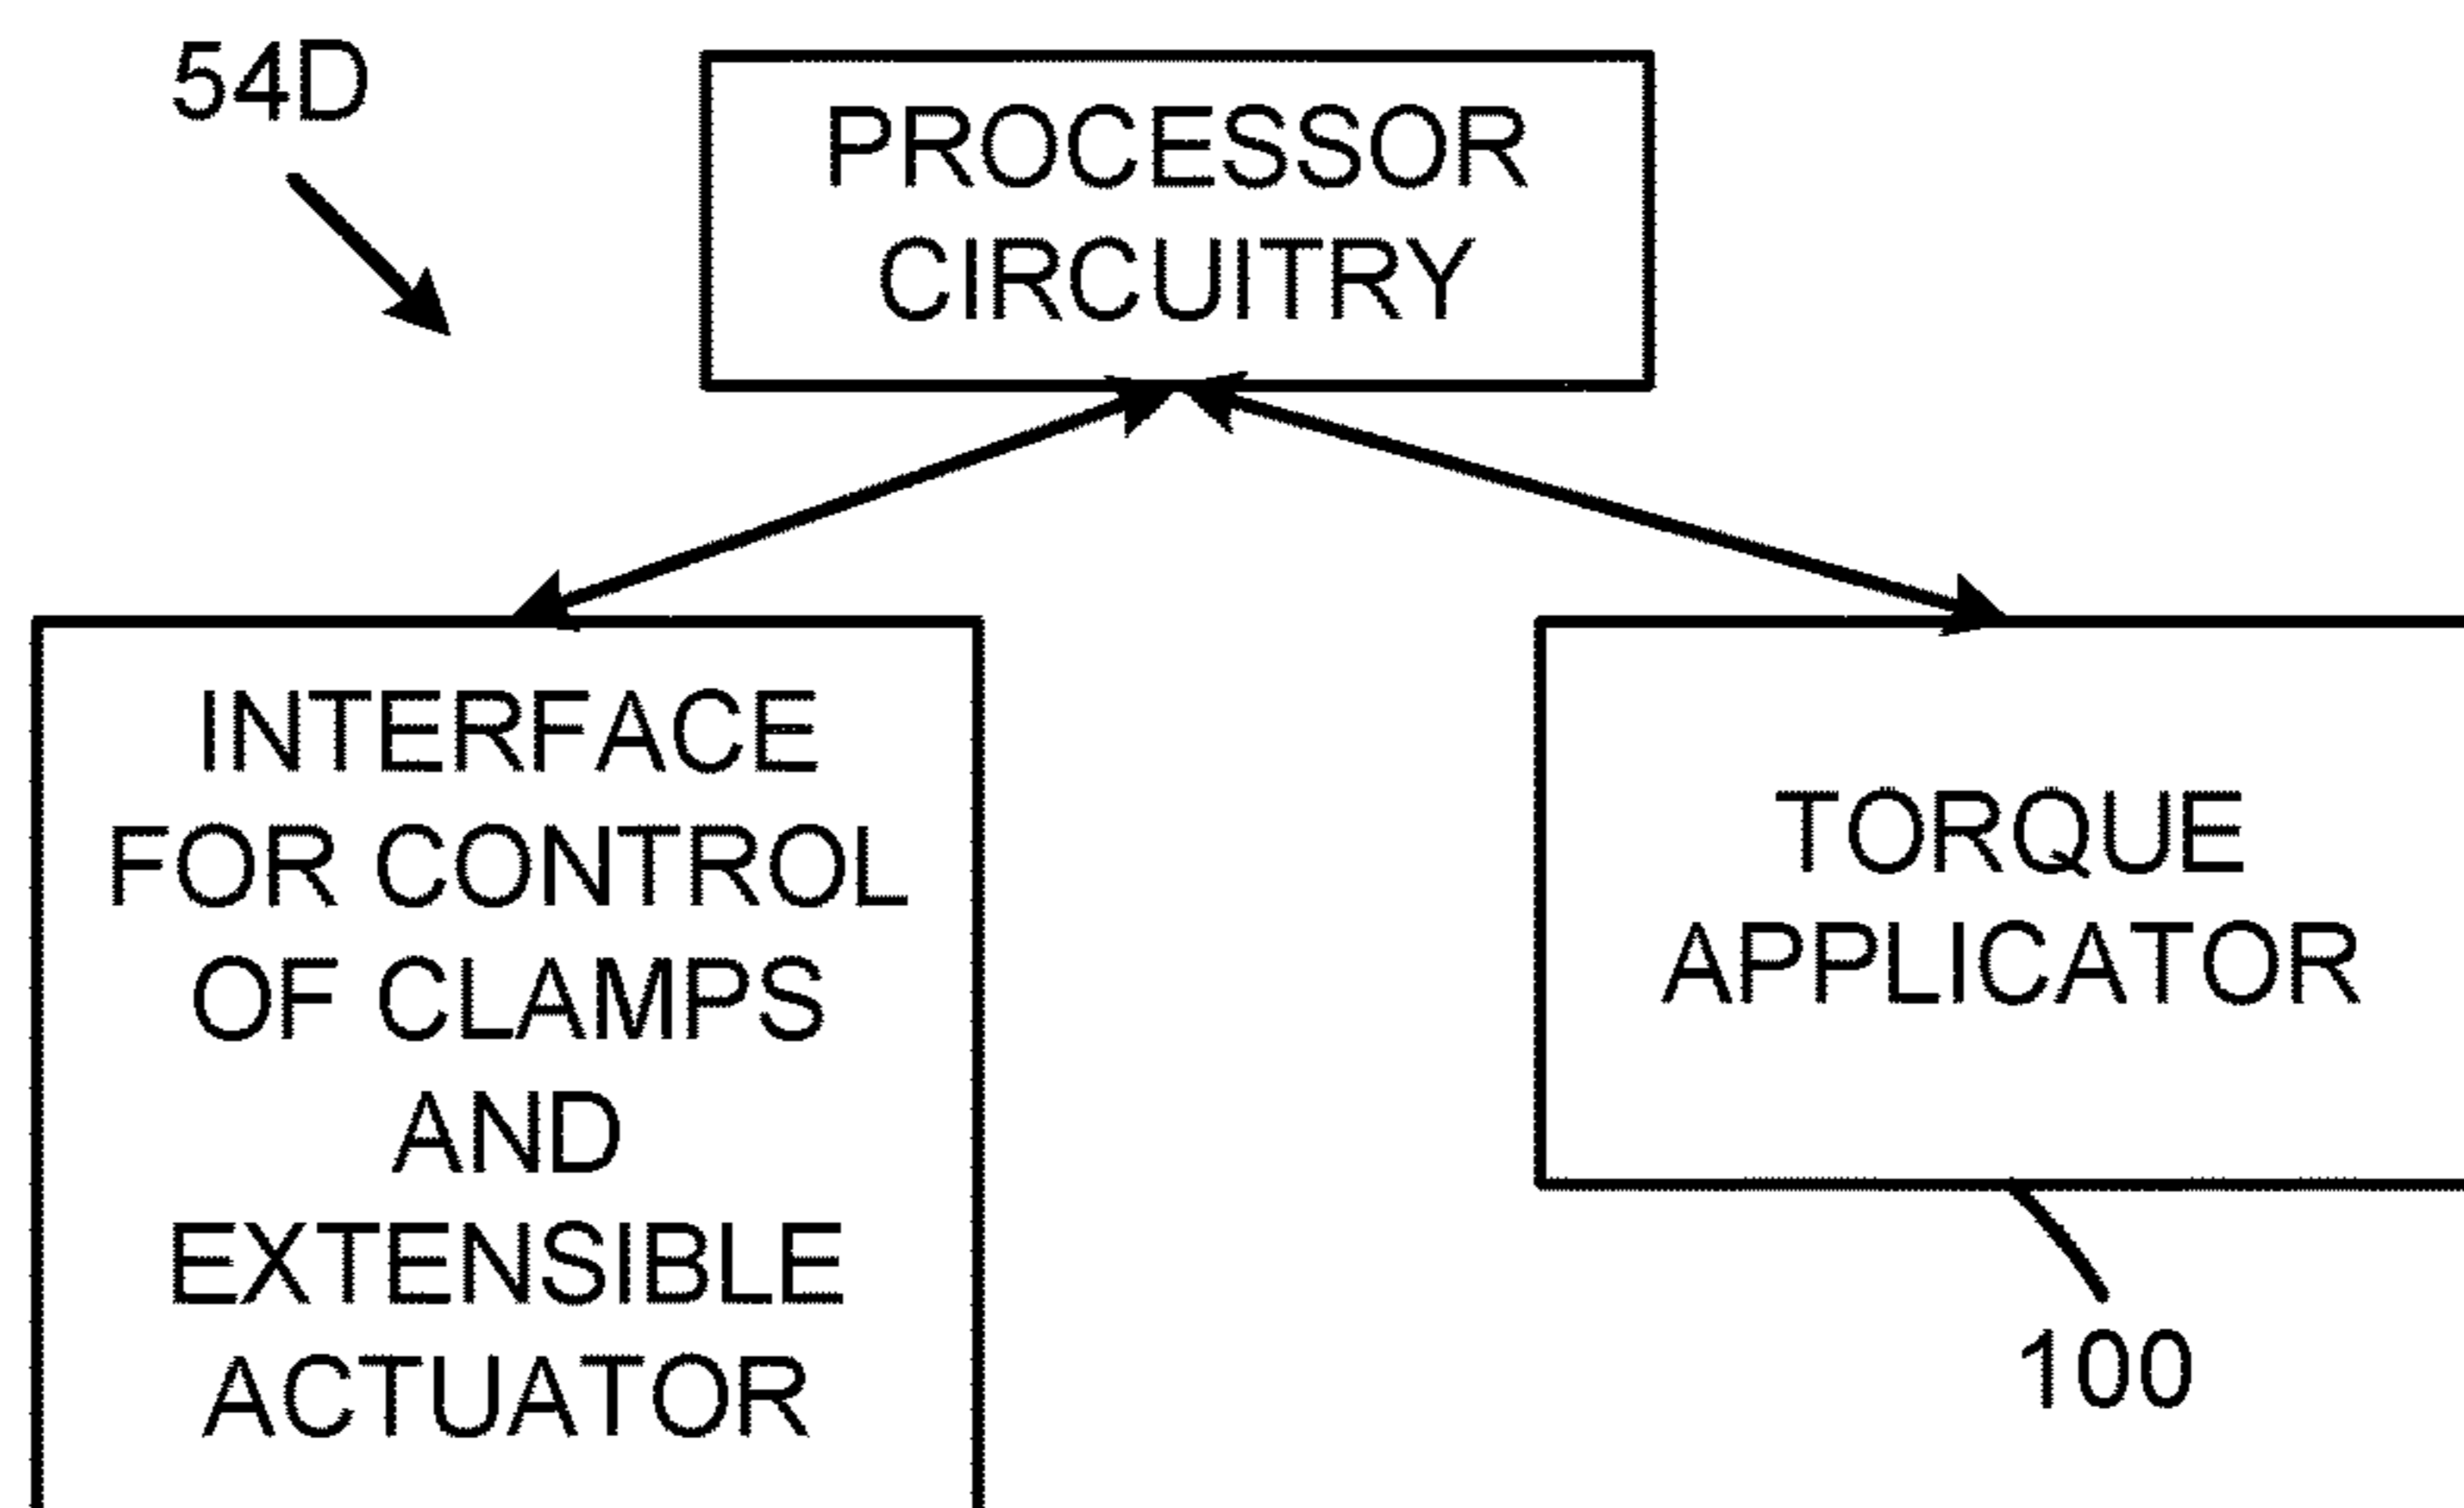 54D
PROCESSOR
CIRCUITRY
INTERFACE
FOR CONTROL
OF CLAMPS
AND
EXTENSIBLE
ACTUATOR
TORQUE
APPLICATOR
100